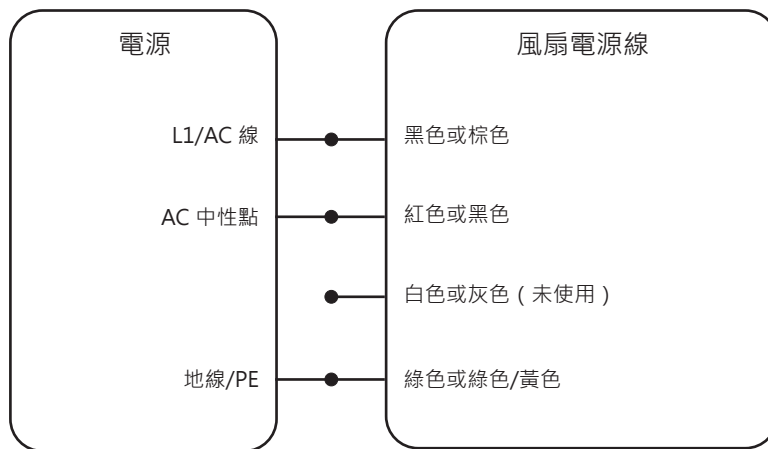 電源
風扇電源線
L1/AC 線
黑色或棕色
AC 中性點
紅色或黑色
白色或灰色（未使用）
地線/PE
綠色或綠色/黃色